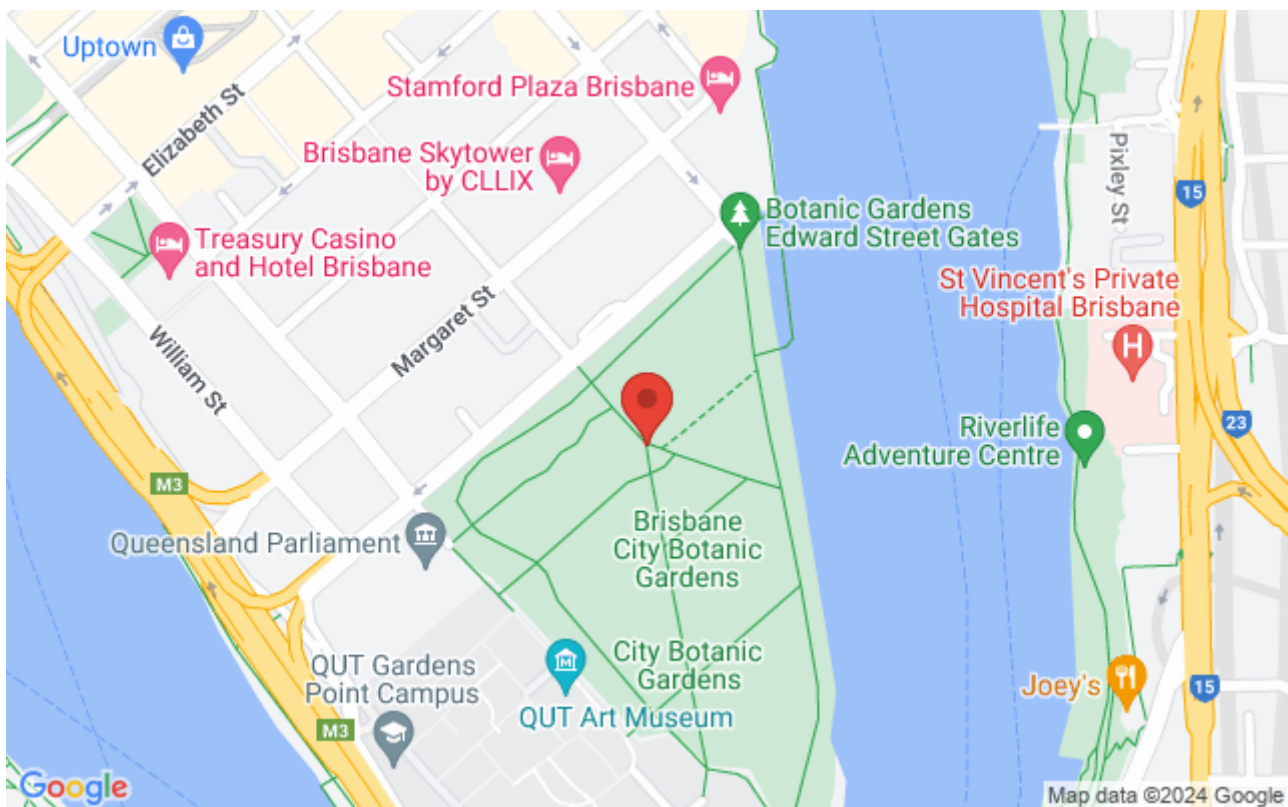 Uptown
Elizabeth St
Stamford Plaza Brisbane
Brisbane Skytower
by CLLIX
Pixley St
15
Botanic Gardens
Edward Street Gates
Treasury Casino
and Hotel Brisbane
St Vincent's Private
Hospital Brisbane
H
Margaret St
William St
23
Riverlife
Adventure Centre
M3
Brisbane
City Botanic
Gardens
Queensland Parliament
City Botanic
Gardens
QUT Gardens
Point Campus
M
QUT Art Museum
Joey's
15
M3
Google
Map data ©2024 Google